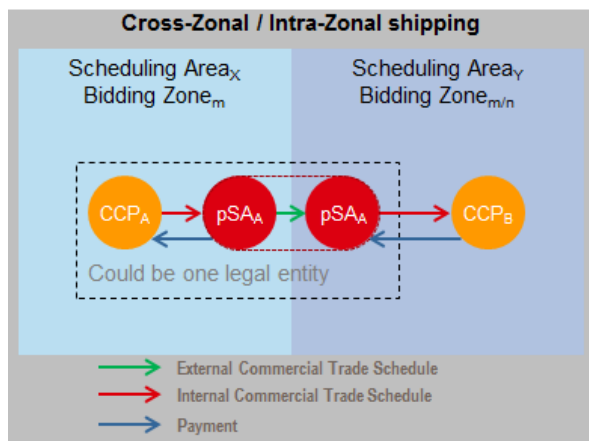 Cross-Zonal / Intra-Zonal shipping
Scheduling AreaX
Bidding Zonem
Scheduling AreaY
Bidding Zonem/n
CCPA
pSAA
pSAA
CCPB
Could be one legal entity
External Commercial Trade Schedule
Internal Commercial Trade Schedule
Payment